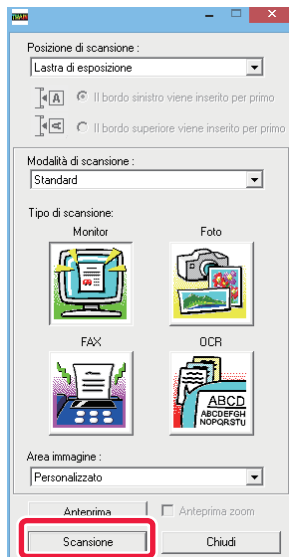 TWAIN
Posizione di scansione :
Lastra di esposizione
A
Il bordo sinistro viene inserito per primo
A
Il bordo superiore viene inserito per primo
Modalità di scansione :
Standard
Tipo di scansione:
Monitor
Foto
FAX
OCR
ABCD
ABCDEFGH
NOPQRSTU
Area immagine :
Personalizzato
Anteprima
Anteprima zoom
Scansione
Chiudi